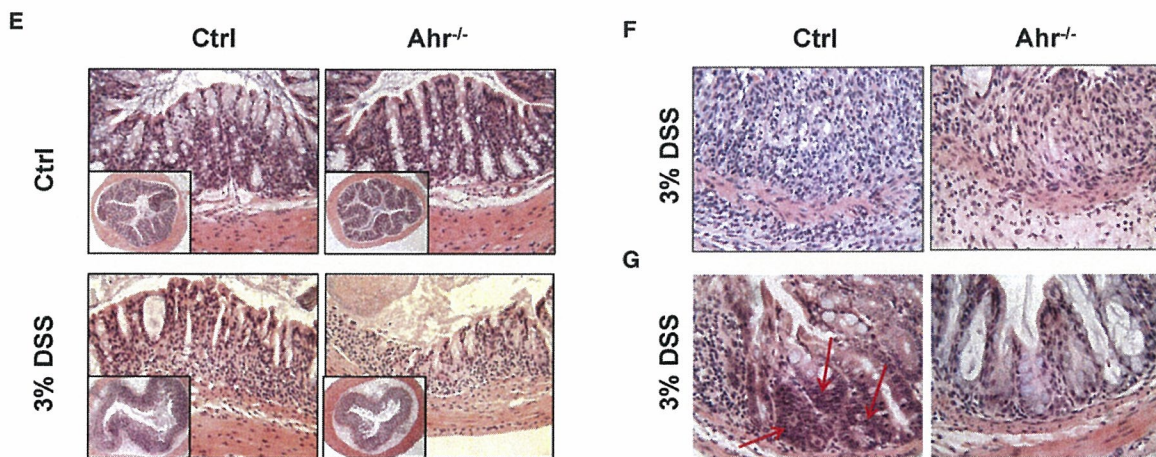 E
Ctrl Ahr-/-
Ctrl
3% DSS
F
Ctrl Ahr-/-
3% DSS
G
3% DSS